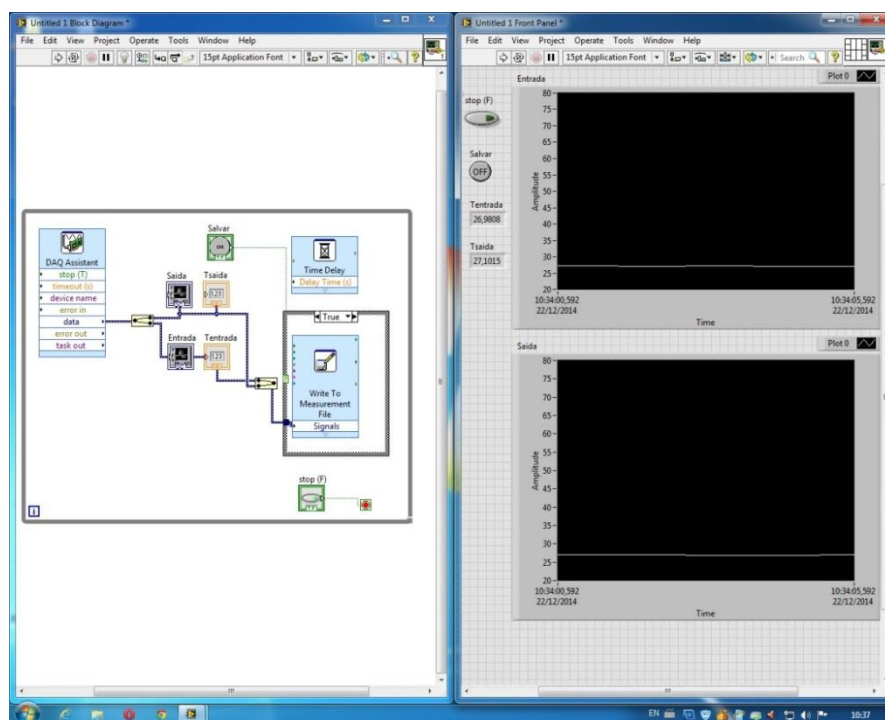 Untitled 1 Block Diagram *
File Edit View Project Operate Tools Window Help
15pt Application Font
Salvar
DAQ Assistant
stop (T)
timeout (s)
device name
error in
data
error out
task out
Saida
Tsaida
Time Delay
Delay Time (s)
True
Entrada
Tentrada
Write To
Measurement
File
Signals
stop (F)
i
Untitled 1 Front Panel *
File Edit View Project Operate Tools Window Help
15pt Application Font
Search
Entrada
Plot 0
stop (F)
Salvar
OFF
Tentrada
26,9808
Tsaida
27,1015
Amplitude
80
75
70
65
60
55
50
45
40
35
30
25
20
10:34:00,592
22/12/2014
10:34:05,592
22/12/2014
Time
Saida
Plot 0
Amplitude
80
75
70
65
60
55
50
45
40
35
30
25
20
10:34:00,592
22/12/2014
10:34:05,592
22/12/2014
Time
EN
10:37